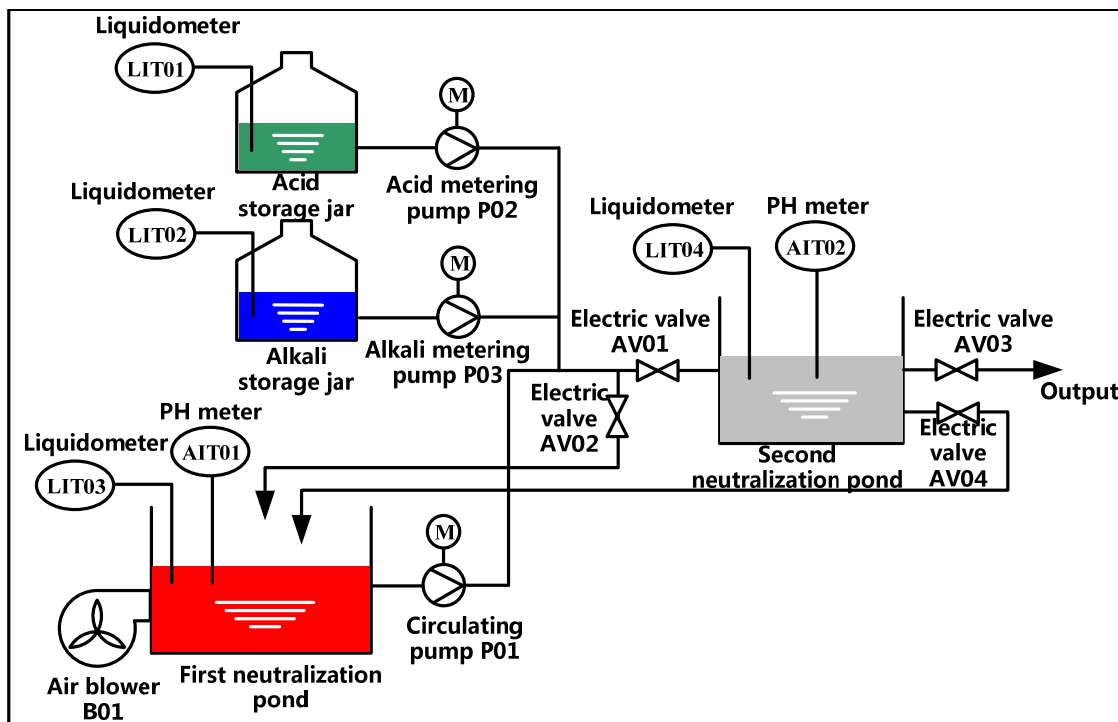 Liquidometer
LIT01
M
Acid
storage jar
Acid metering
pump P02
Liquidometer
LIT02
M
Alkali
storage jar
Alkali metering
pump P03
Liquidometer
LIT04
PH meter
AIT02
Electric valve
AV01
Electric valve
AV03
Output
Electric
valve
AV02
Second
neutralization pond
Electric
valve
AV04
PH meter
AIT01
Liquidometer
LIT03
M
Circulating
pump P01
First neutralization
pond
Air blower
B01